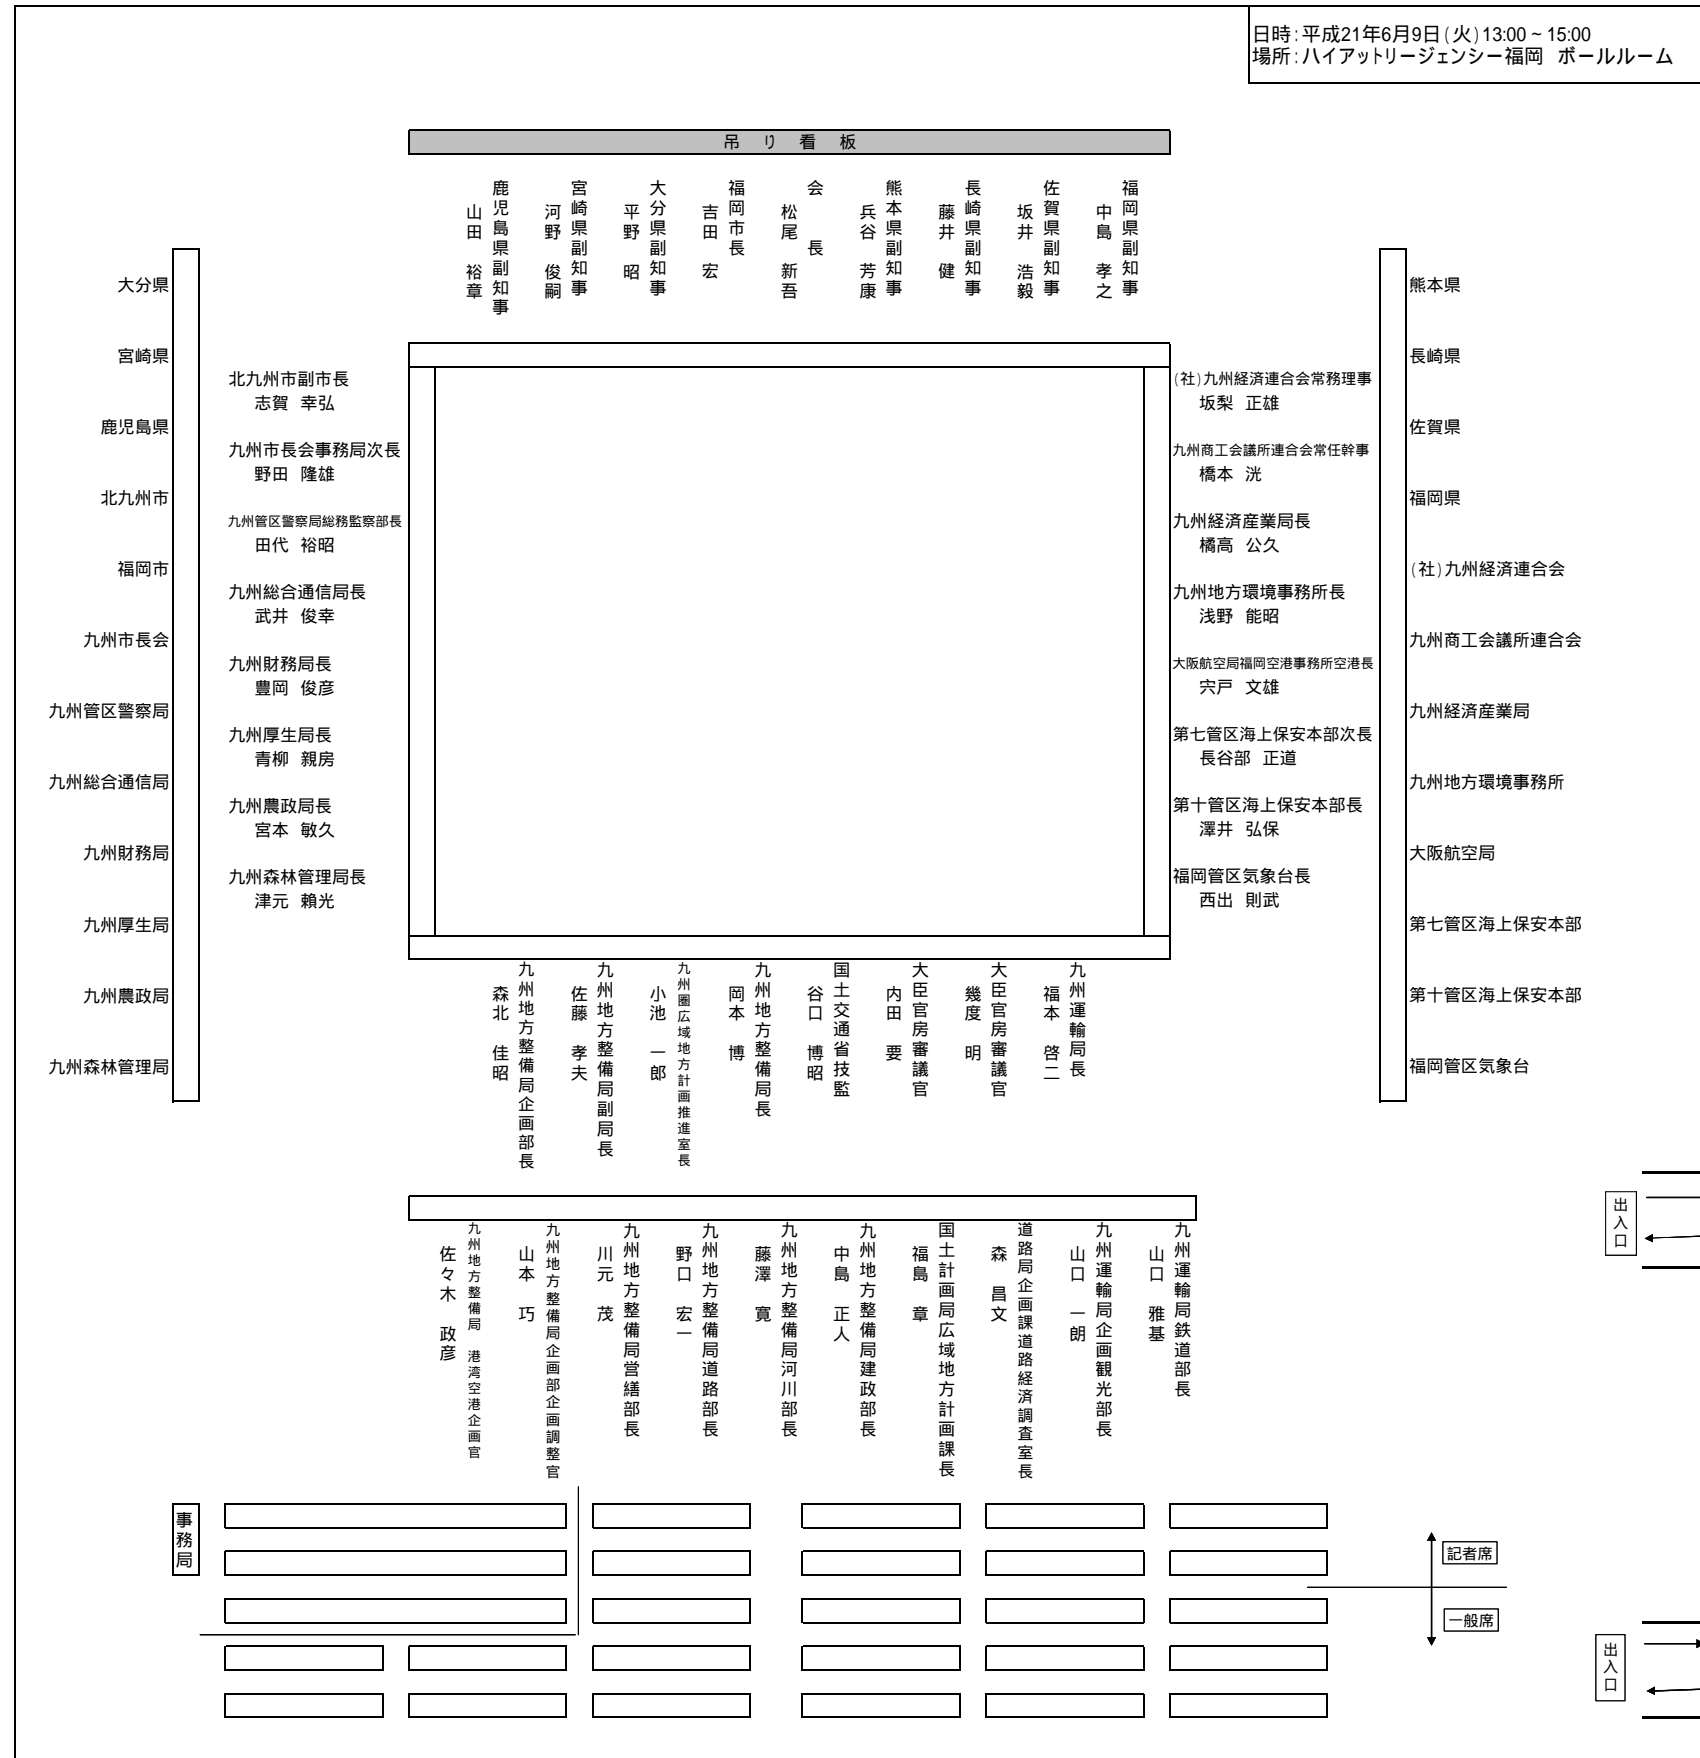 日時：平成21年6月9日（火）13:00～15:00
場所：ハイアットリージェンシー福岡 ボールルーム
吊り看板
福岡県副知事
中島 孝之
佐賀県副知事
坂井 浩毅
長崎県副知事
藤井 健
熊本県副知事
兵谷 芳康
会長
松尾 新吾
福岡市長
吉田 宏
大分県副知事
平野 昭
宮崎県副知事
河野 俊嗣
鹿児島県副知事
山田 裕章
大分県
宮崎県
鹿児島県
北九州市
福岡市
九州市長会
九州管区警察局
九州総合通信局
九州財務局
九州厚生局
九州農政局
九州森林管理局
北九州市副市長
志賀 幸弘
九州市長会事務局次長
野田 隆雄
九州管区警察局総務監察部長
田代 裕昭
九州総合通信局長
武井 俊幸
九州財務局長
豊岡 俊彦
九州厚生局長
青柳 親房
九州農政局長
宮本 敏久
九州森林管理局長
津元 賴光
（社）九州経済連合会常務理事
坂梨 正雄
九州商工会議所連合会常任幹事
橋本 洸
九州経済産業局長
橘高 公久
九州地方環境事務所長
浅野 能昭
大阪航空局福岡空港事務所空港長
宍戸 文雄
第七管区海上保安本部次長
長谷部 正道
第十管区海上保安本部長
澤井 弘保
福岡管区気象台長
西出 則武
熊本県
長崎県
佐賀県
福岡県
（社）九州経済連合会
九州商工会議所連合会
九州経済産業局
九州地方環境事務所
大阪航空局
第七管区海上保安本部
第十管区海上保安本部
福岡管区気象台
九州運輸局長
福本 啓二
大臣官房審議官
幾度 明
大臣官房審議官
内田 要
国土交通省技監
谷口 博昭
九州地方整備局長
岡本 博
九州圏広域地方計画推進室長
小池 一郎
九州地方整備局副局長
佐藤 孝夫
九州地方整備局企画部長
森北 佳昭
九州運輸局鉄道部長
山口 雅基
九州運輸局企画観光部長
山口 一朗
道路局企画課道路経済調査室長
森 昌文
国土計画局広域地方計画課長
福島 章
九州地方整備局建政部長
中島 正人
九州地方整備局河川部長
藤澤 寛
九州地方整備局道路部長
野口 宏一
九州地方整備局営繕部長
川元 茂
九州地方整備局企画部企画調整官
山本 巧
九州地方整備局 港湾空港企画官
佐々木 政彦
出入口
事務局
記者席
一般席
出入口